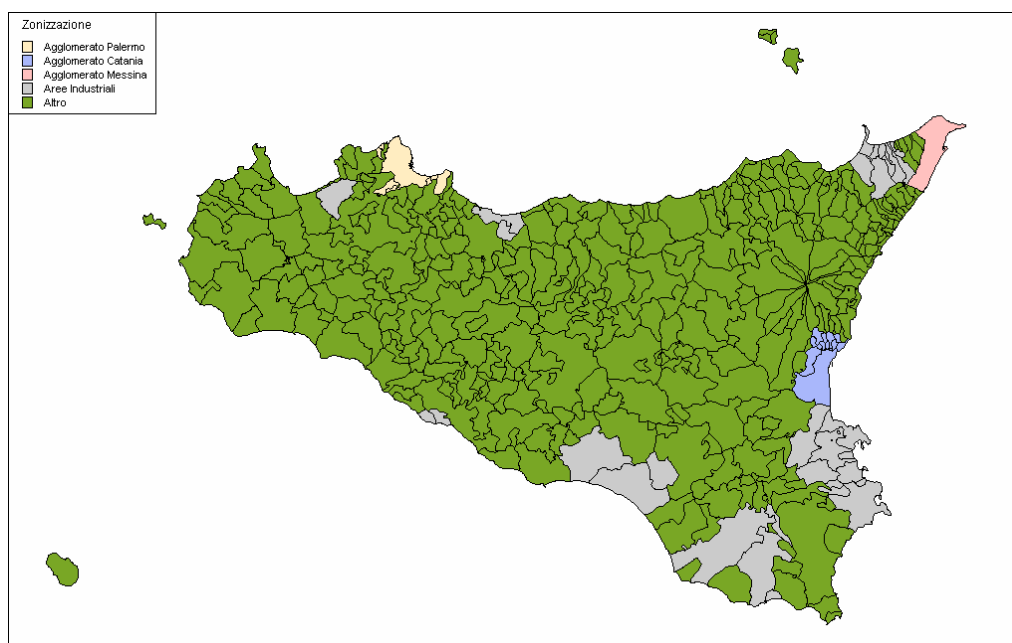 Zonizzazione
Agglomerato Palermo
Agglomerato Catania
Agglomerato Messina
Aree Industriali
Altro